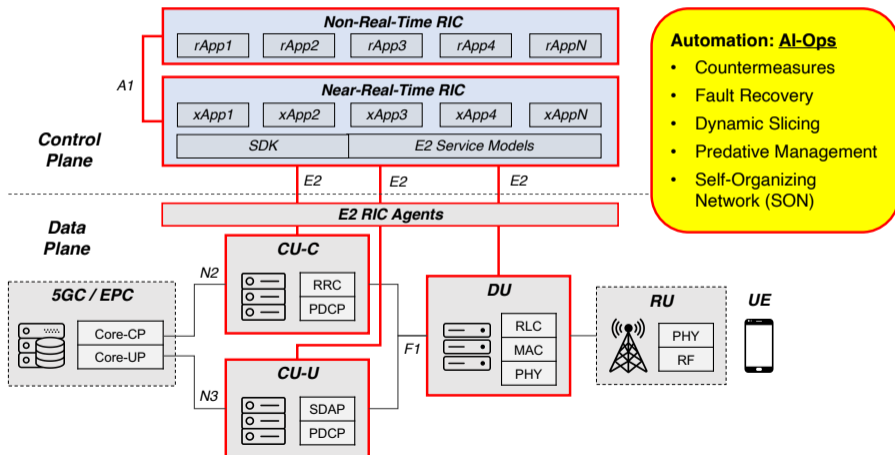 Non-Real-Time RIC
rApp1
rApp2
rApp3
rApp4
rAppN
A1
Near-Real-Time RIC
xApp1
xApp2
xApp3
xApp4
xAppN
SDK
E2 Service Models
Control
Plane
E2
E2
E2
Automation: AI-Ops
• Countermeasures
• Fault Recovery
• Dynamic Slicing
• Predative Management
• Self-Organizing
Network (SON)
E2 RIC Agents
Data
Plane
CU-C
RRC
PDCP
N2
5GC / EPC
Core-CP
Core-UP
N3
CU-U
SDAP
PDCP
F1
DU
RLC
MAC
PHY
RU
PHY
RF
UE